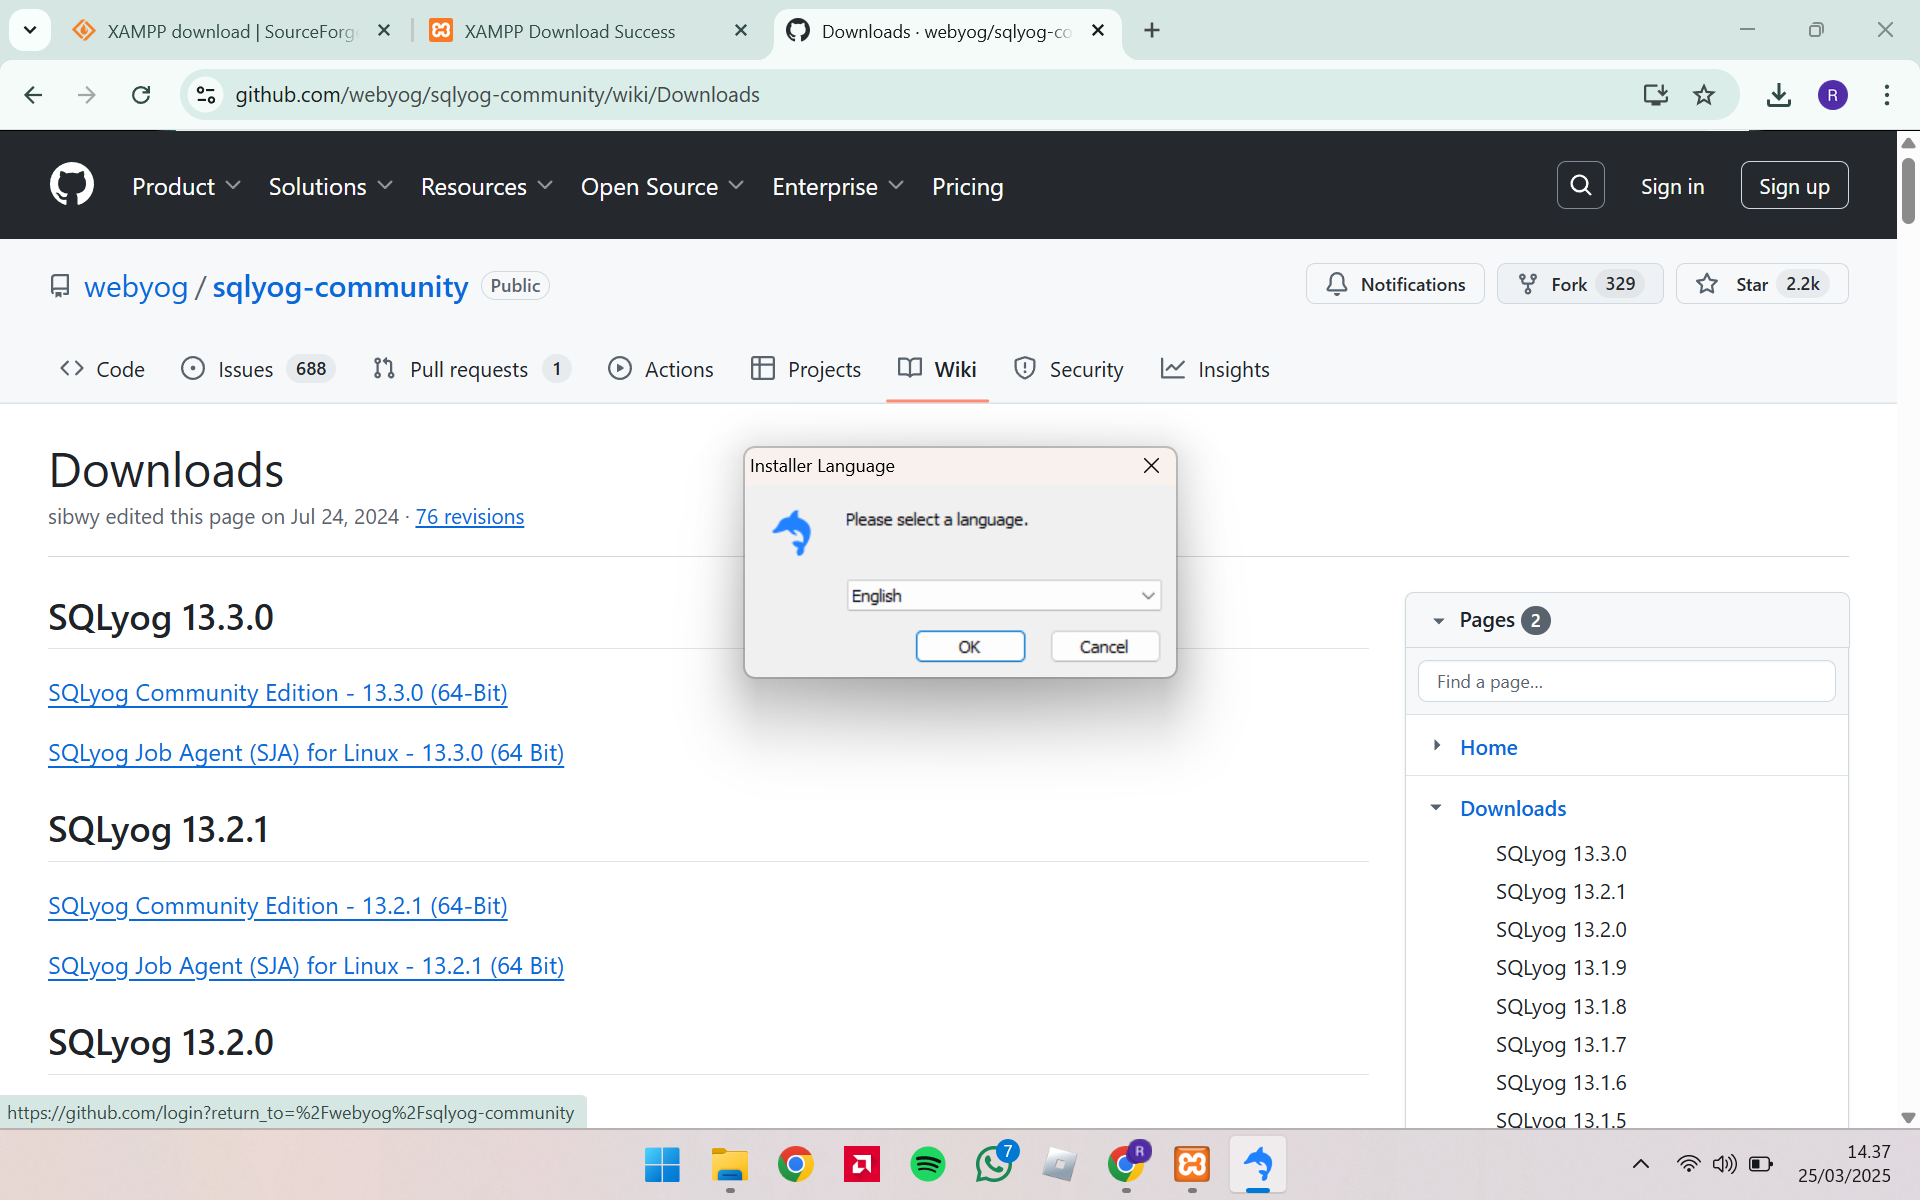 XAMPP download | SourceForge
XAMPP Download Success
Downloads · webyog/sqlyog-co
github.com/webyog/sqlyog-community/wiki/Downloads
R
Product
Solutions
Resources
Open Source
Enterprise
Pricing
Sign in
Sign up
webyog / sqlyog-community
Public
Notifications
Fork 329
Star 2.2k
Code
Issues 688
Pull requests 1
Actions
Projects
Wiki
Security
Insights
Downloads
sibwy edited this page on Jul 24, 2024 · 76 revisions
Installer Language
Please select a language.
English
OK
Cancel
SQLyog 13.3.0
SQLyog Community Edition - 13.3.0 (64-Bit)
SQLyog Job Agent (SJA) for Linux - 13.3.0 (64 Bit)
SQLyog 13.2.1
SQLyog Community Edition - 13.2.1 (64-Bit)
SQLyog Job Agent (SJA) for Linux - 13.2.1 (64 Bit)
SQLyog 13.2.0
Pages 2
Find a page...
Home
Downloads
SQLyog 13.3.0
SQLyog 13.2.1
SQLyog 13.2.0
SQLyog 13.1.9
SQLyog 13.1.8
SQLyog 13.1.7
SQLyog 13.1.6
SQLyog 13.1.5
https://github.com/login?return_to=%2Fwebyog%2Fsqlyog-community
7
R
14.37
25/03/2025